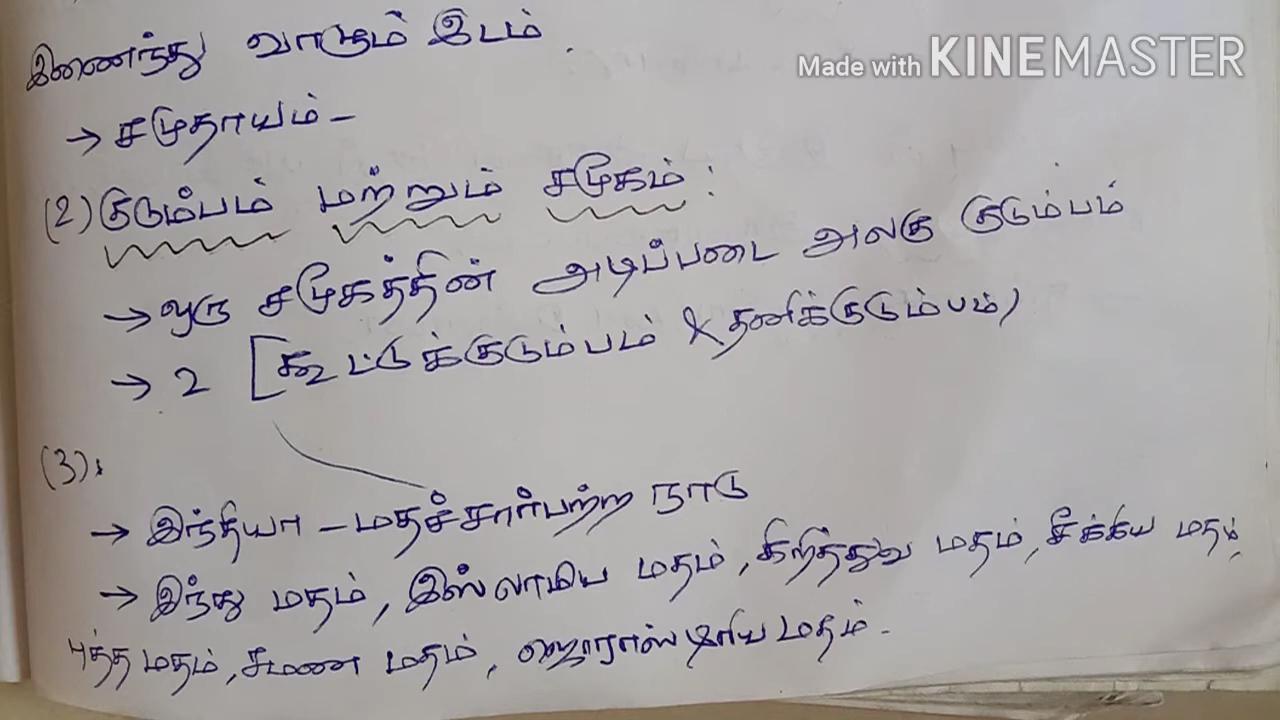 Made with KINEMASTER
இணைந்து வாழும் இடம்.
→ சமுதாயம் -
(2) குடும்பம் மற்றும் சமூகம் :
→ ஒரு சமூகத்தின் அடிப்படை அலகு குடும்பம்
→ 2 [கூட்டுக்குடும்பம் & தனிக்குடும்பம்)
(3):
→ இந்தியா - மதச்சார்பற்ற நாடு
→ இந்து மதம், இஸ்லாமிய மதம், கிறித்துவ மதம், சீக்கிய மதம்,
புத்த மதம், சமண மதம், ஜொராஸ்டிரிய மதம்.